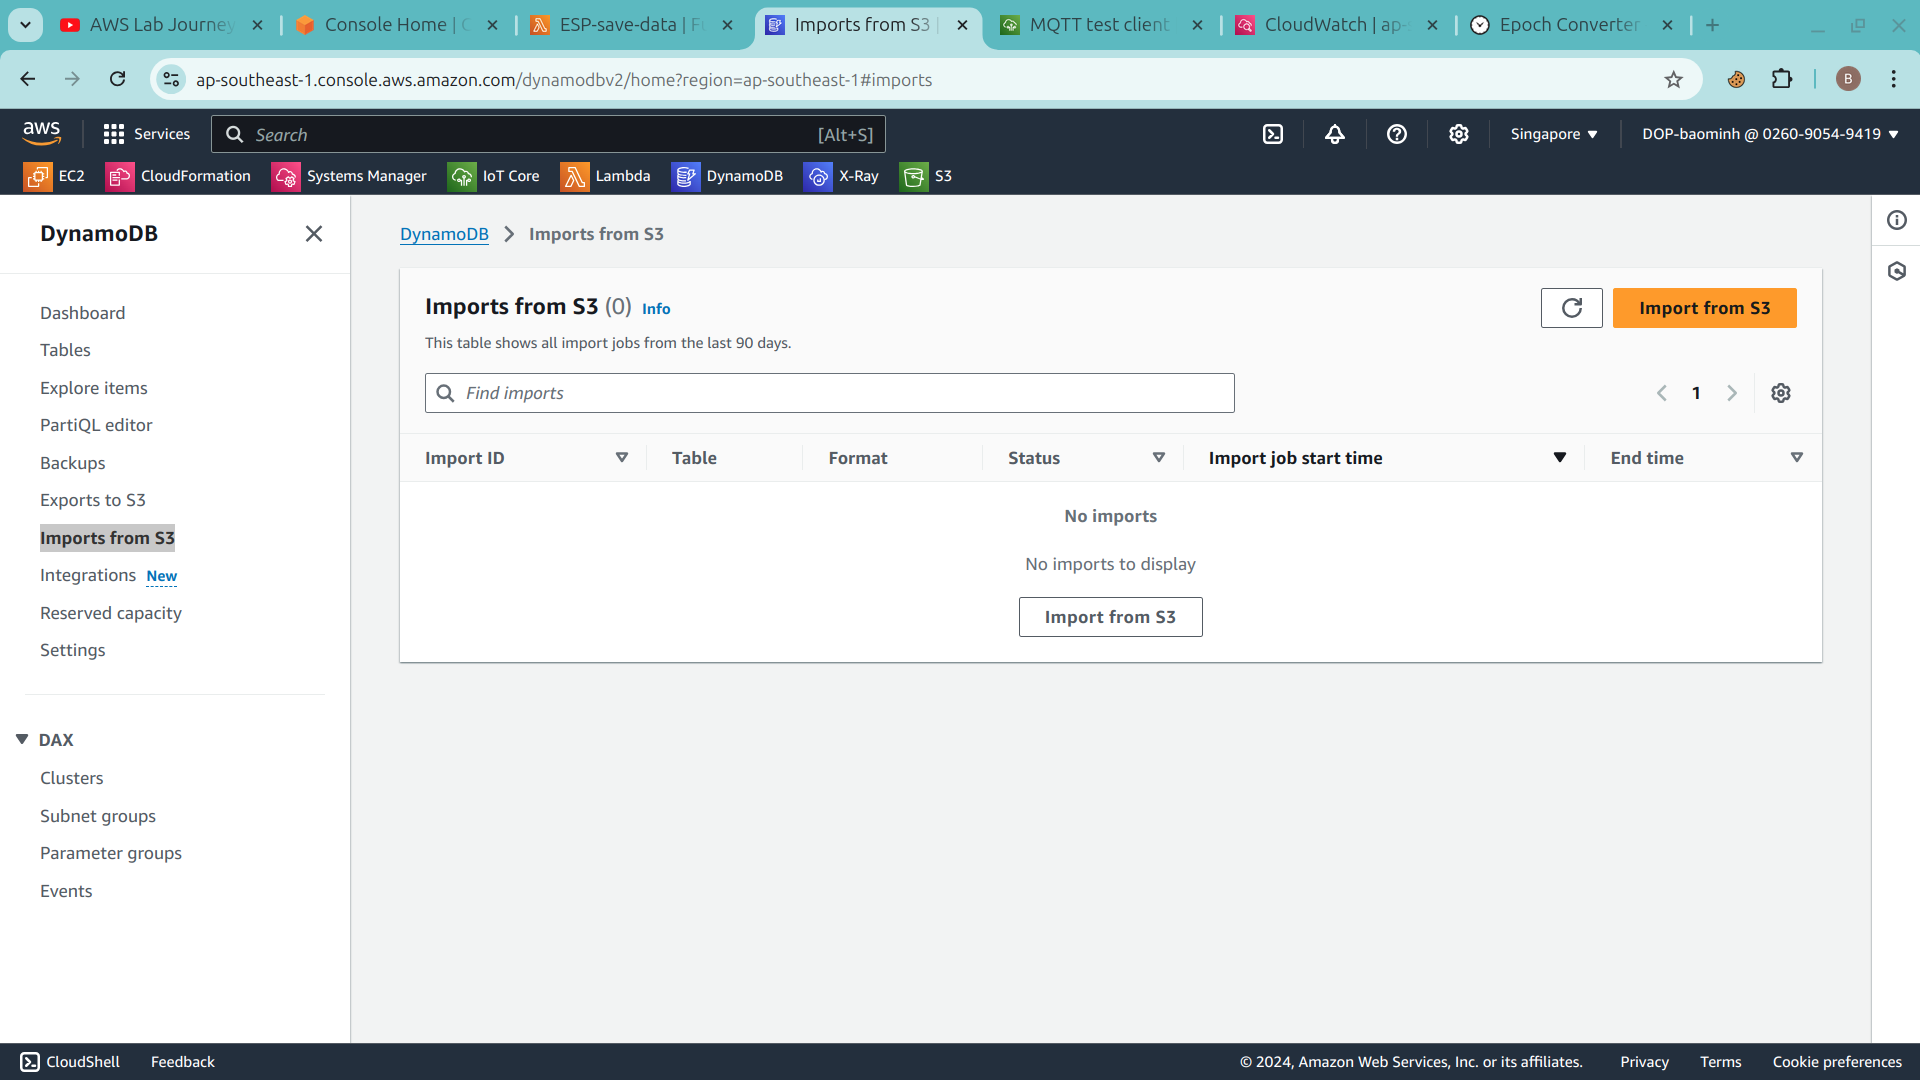 AWS Lab Journey
Console Home | C
ESP-save-data | Fu
Imports from S3 |
MQTT test client
CloudWatch | ap-
Epoch Converter
ap-southeast-1.console.aws.amazon.com/dynamodbv2/home?region=ap-southeast-1#imports
B
aws
Services
Search
[Alt+S]
Singapore
DOP-baominh @ 0260-9054-9419
EC2
CloudFormation
Systems Manager
IoT Core
Lambda
DynamoDB
X-Ray
S3
DynamoDB
Dashboard
Tables
Explore items
PartiQL editor
Backups
Exports to S3
Imports from S3
Integrations New
Reserved capacity
Settings
DAX
Clusters
Subnet groups
Parameter groups
Events
DynamoDB > Imports from S3
Imports from S3 (0) Info
Import from S3
This table shows all import jobs from the last 90 days.
Find imports
1
Import ID
Table
Format
Status
Import job start time
End time
No imports
No imports to display
Import from S3
CloudShell
Feedback
© 2024, Amazon Web Services, Inc. or its affiliates.
Privacy
Terms
Cookie preferences